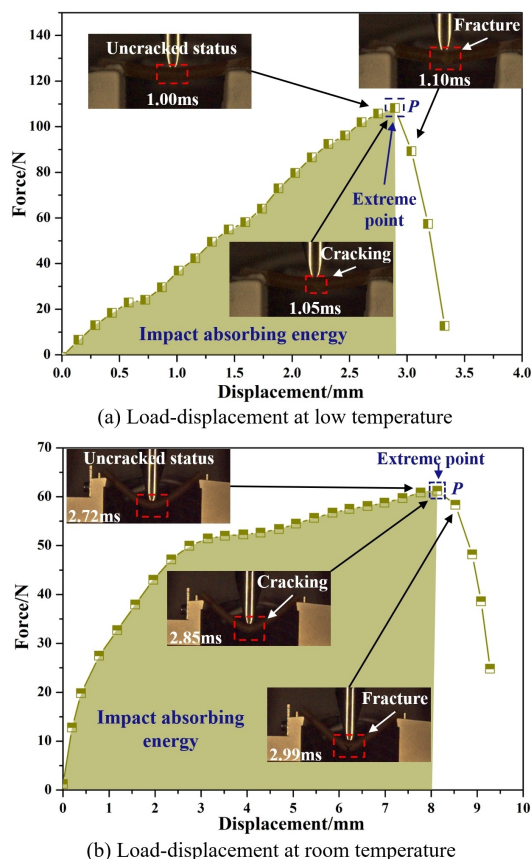 140
120
100
80
60
40
20
0
Force/N
Uncracked status
1.00ms
Fracture
1.10ms
P
Extreme
point
Cracking
1.05ms
Impact absorbing energy
0.0 0.5 1.0 1.5 2.0 2.5 3.0 3.5 4.0
Displacement/mm
(a) Load-displacement at low temperature
70
60
50
40
30
20
10
0
Force/N
Uncracked status
2.72ms
Extreme point
P
Cracking
2.85ms
Fracture
2.99ms
Impact absorbing
energy
0 1 2 3 4 5 6 7 8 9 10
Displacement/mm
(b) Load-displacement at room temperature